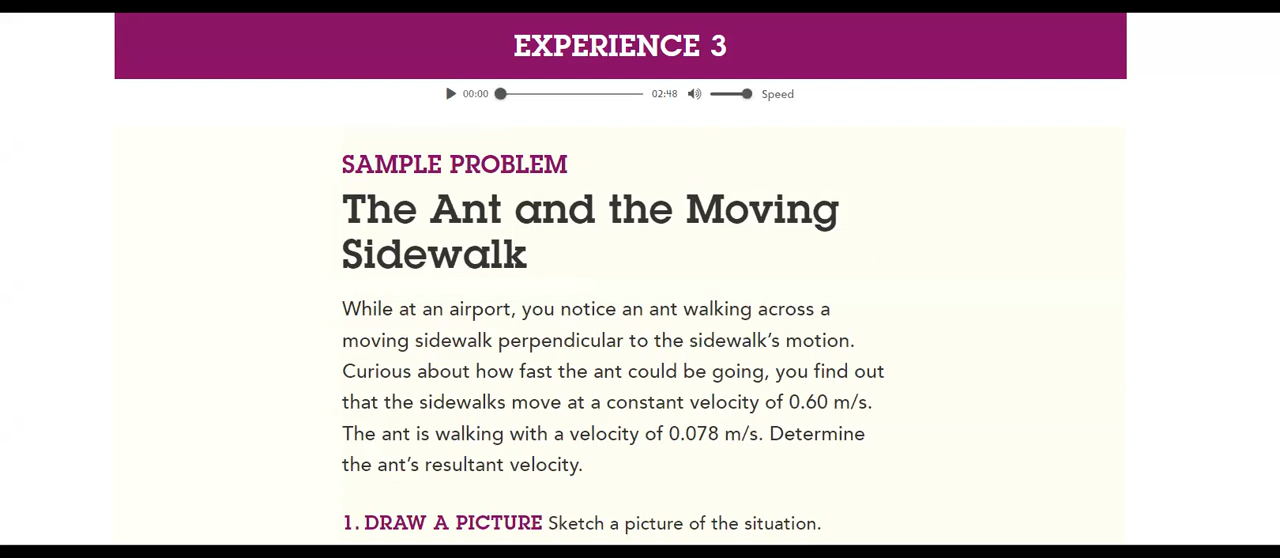 EXPERIENCE 3
00:00 02:48 Speed
SAMPLE PROBLEM
The Ant and the Moving
Sidewalk
While at an airport, you notice an ant walking across a
moving sidewalk perpendicular to the sidewalk’s motion.
Curious about how fast the ant could be going, you find out
that the sidewalks move at a constant velocity of 0.60 m/s.
The ant is walking with a velocity of 0.078 m/s. Determine
the ant’s resultant velocity.
1. DRAW A PICTURE Sketch a picture of the situation.